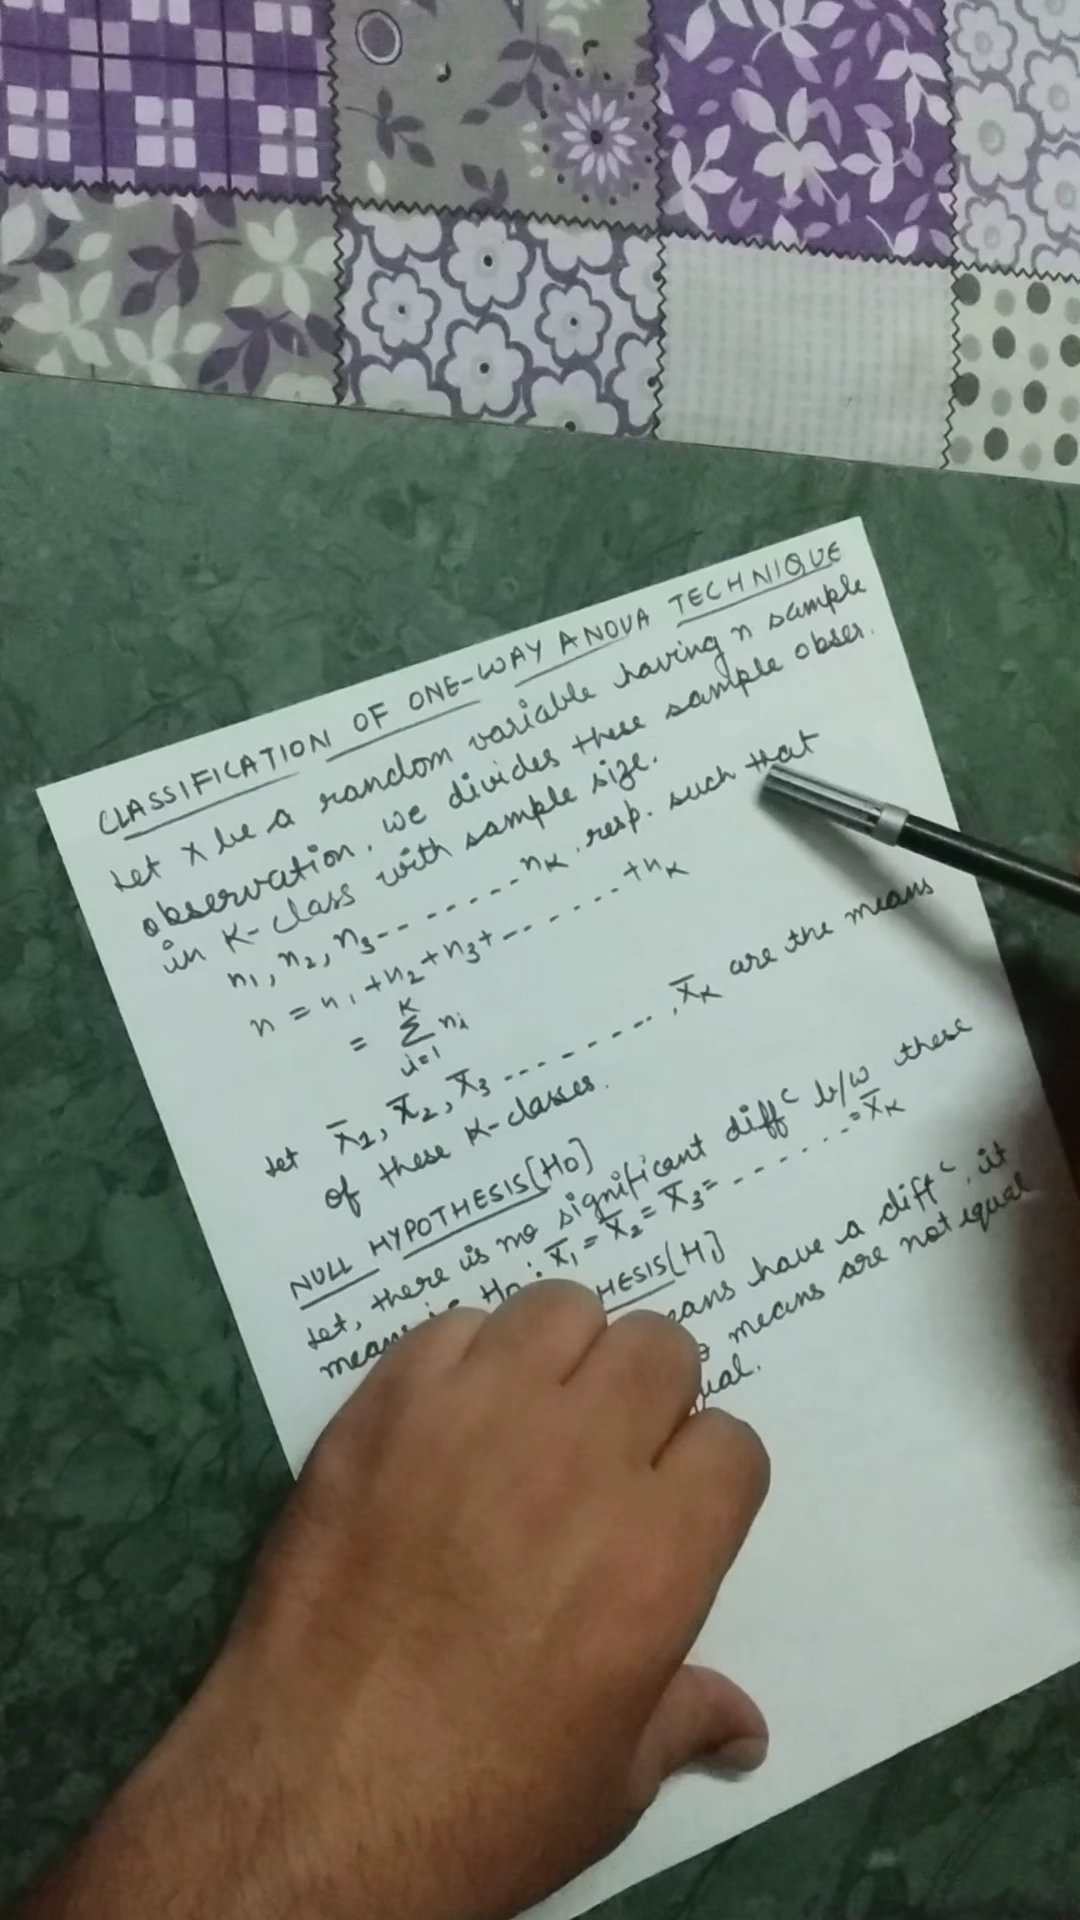 CLASSIFICATION OF ONE-WAY ANOVA TECHNIQUE
Let X be a random variable having n sample
observation. we divides these sample obser.
in K-class with sample size.
n1, n2, n3-------nK. resp. such that
n = n1+n2+n3+-------+nK
= K∑i=1 ni
Let X̄1, X̄2, X̄3 --------, X̄K are the means
of these K-classes.
NULL HYPOTHESIS[H0]
Let, there is no significant diffᶜ b/w these
means H0: X̄1 = X̄2 = X̄3 = -------= X̄K
HESIS[H1]
eans have a diffᶜ, it
means are not equal
ual.